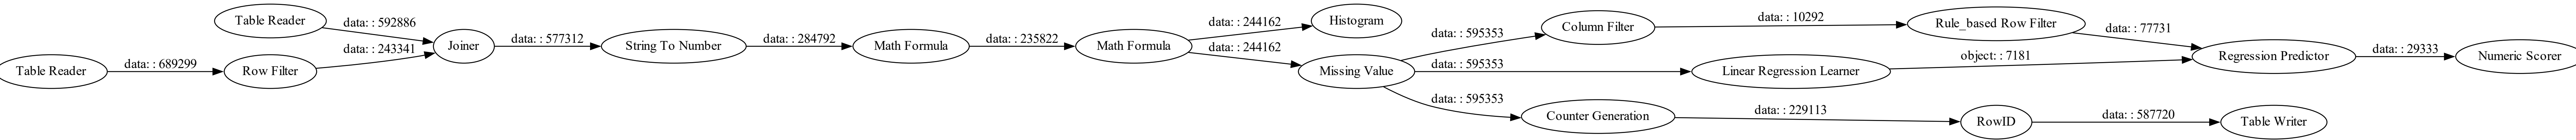 Table Reader
data: : 592886
Table Reader
data: : 689299
Row Filter
data: : 243341
Joiner
data: : 577312
String To Number
data: : 284792
Math Formula
data: : 235822
Math Formula
data: : 244162
Histogram
data: : 244162
Missing Value
data: : 595353
Column Filter
data: : 10292
Rule_based Row Filter
data: : 77731
data: : 595353
Linear Regression Learner
object: : 7181
Regression Predictor
data: : 29333
Numeric Scorer
data: : 595353
Counter Generation
data: : 229113
RowID
data: : 587720
Table Writer